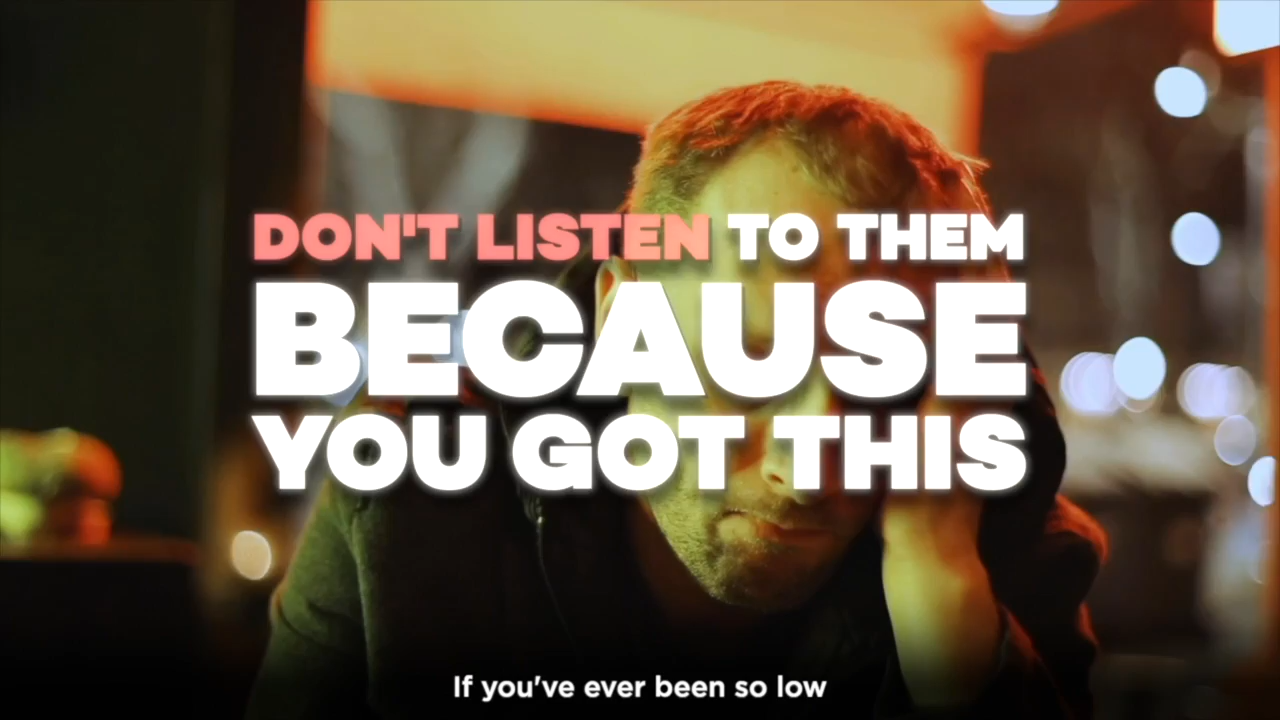 DON'T LISTEN TO THEM
BECAUSE
YOU GOT THIS
If you've ever been so low